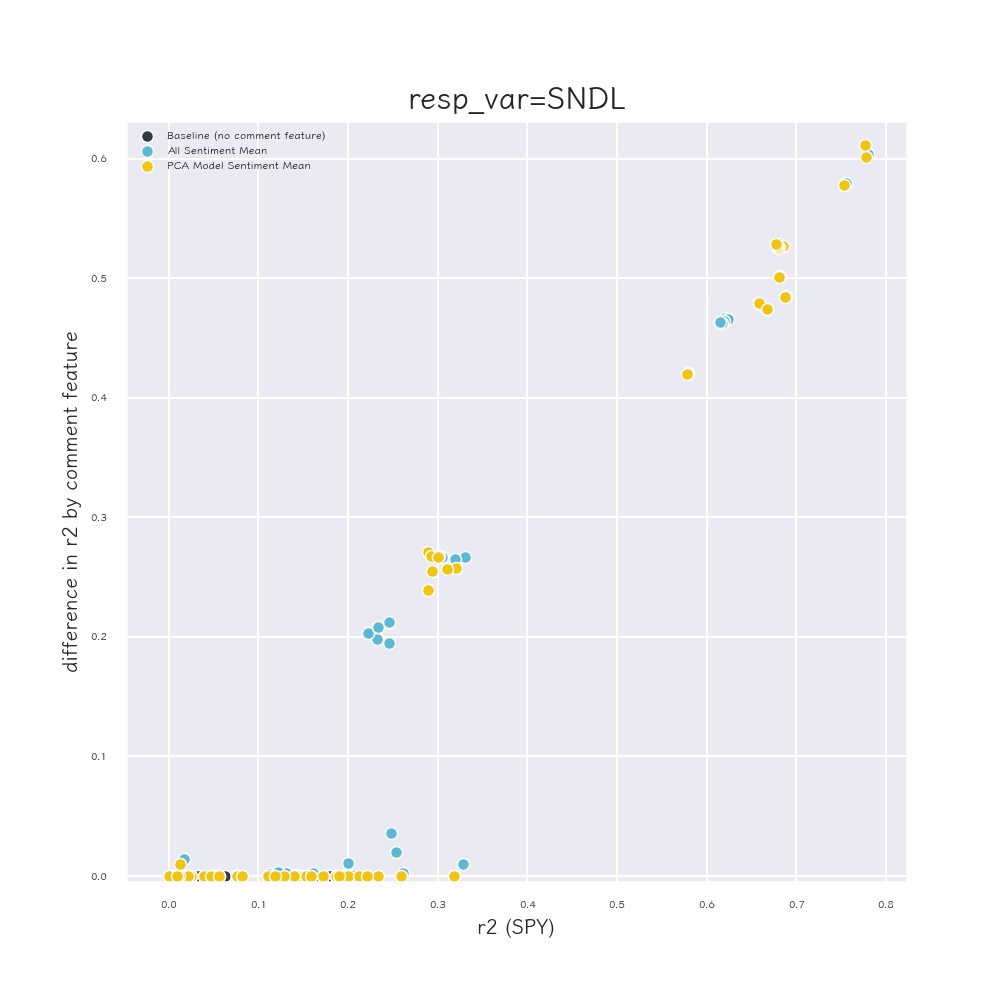 resp_var=SNDL
Baseline (no comment feature)
All Sentiment Mean
PCA Model Sentiment Mean
0.6
0.5
0.4
0.3
0.2
0.1
0.0
difference in r2 by comment feature
0.0 0.1 0.2 0.3 0.4 0.5 0.6 0.7 0.8
r2 (SPY)